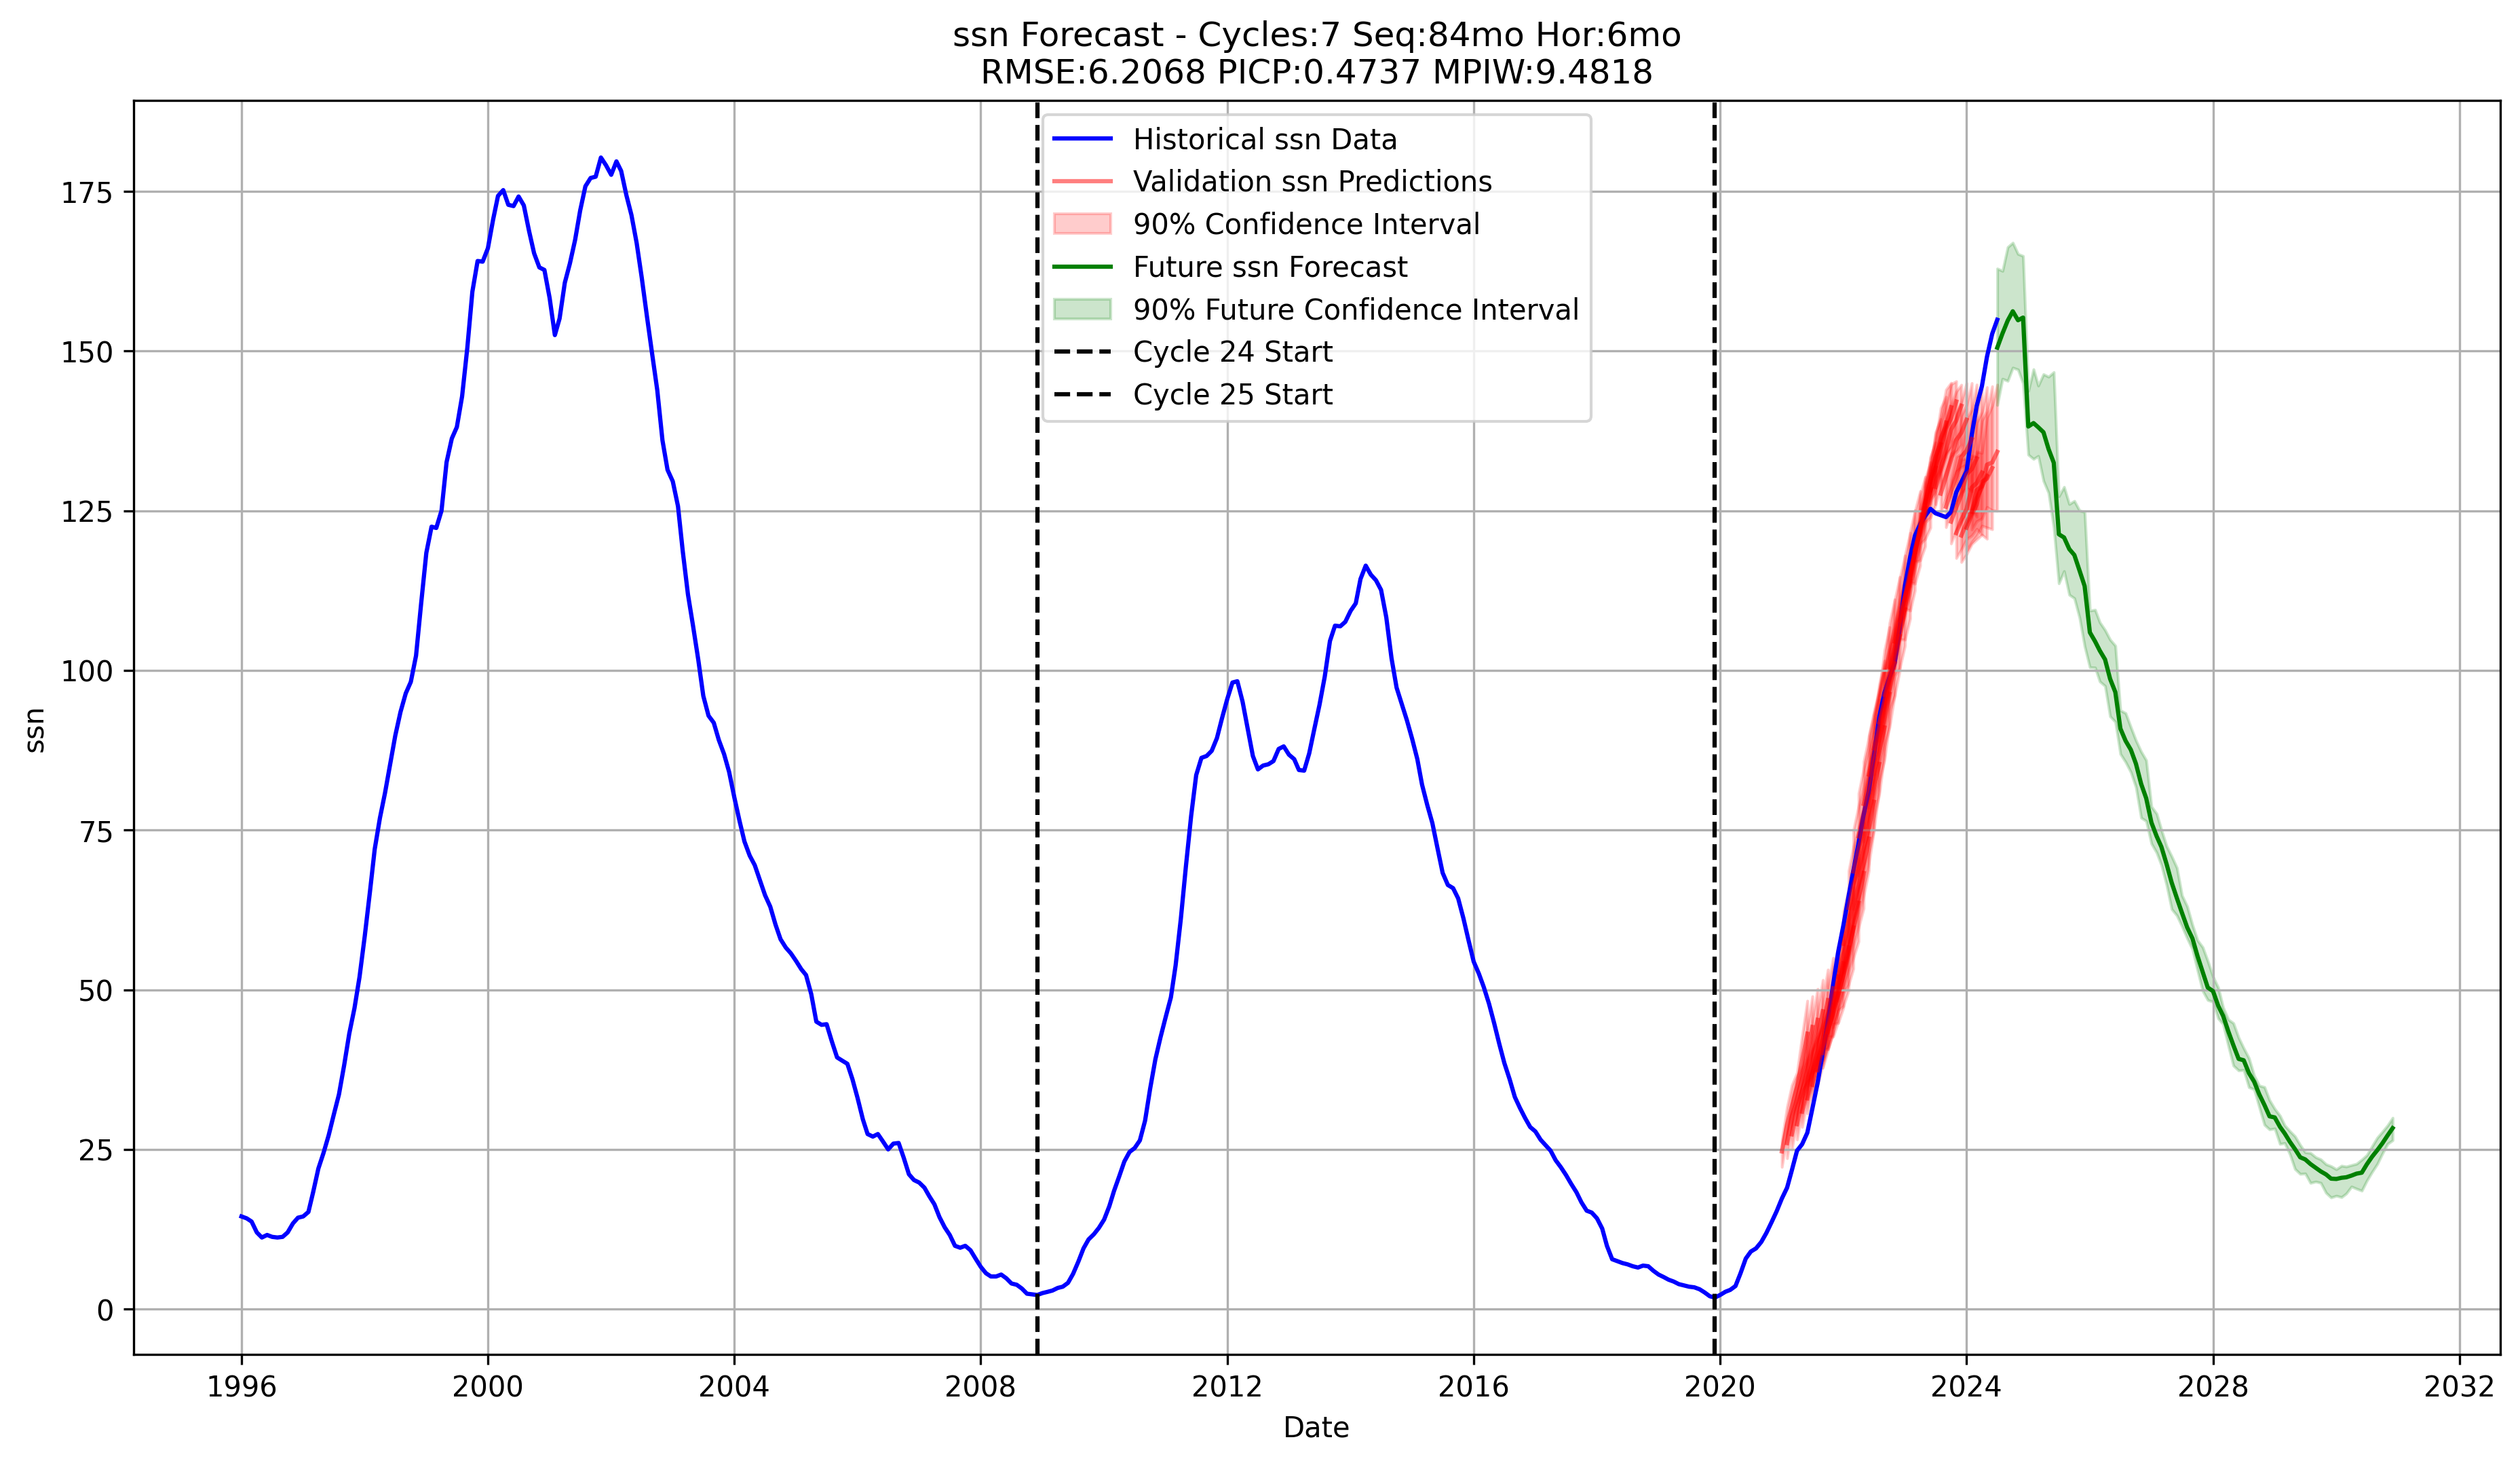 ssn Forecast - Cycles:7 Seq:84mo Hor:6mo
RMSE:6.2068 PICP:0.4737 MPIW:9.4818
Historical ssn Data
Validation ssn Predictions
90% Confidence Interval
Future ssn Forecast
90% Future Confidence Interval
Cycle 24 Start
Cycle 25 Start
175
150
125
100
75
50
25
0
ssn
1996 2000 2004 2008 2012 2016 2020 2024 2028 2032
Date